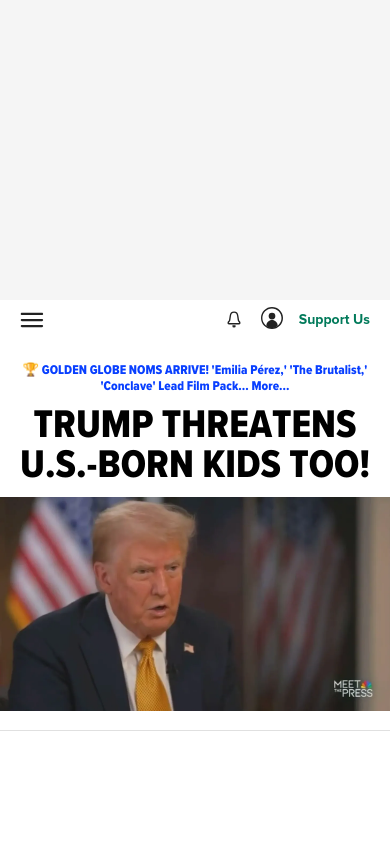 Support Us
🏆 GOLDEN GLOBE NOMS ARRIVE! 'Emilia Pérez,' 'The Brutalist,'
'Conclave' Lead Film Pack... More...
TRUMP THREATENS
U.S.-BORN KIDS TOO!
MEET
THE PRESS